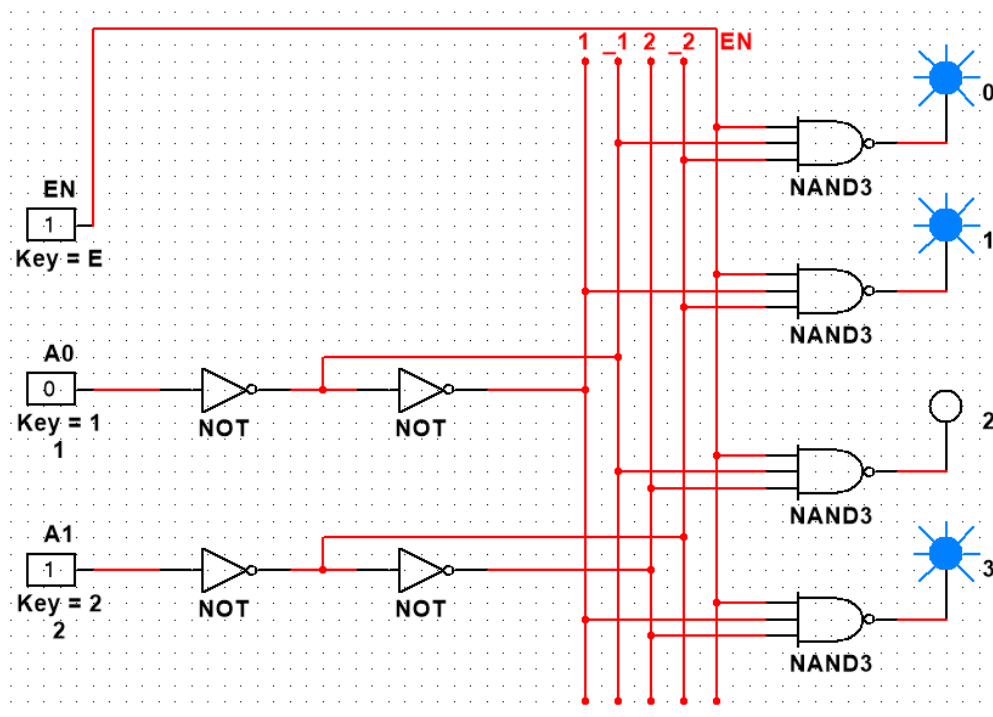 1 _1 2 _2 EN
0
NAND3
EN
1
Key = E
1
NAND3
A0
0
Key = 1
1
NOT
NOT
2
NAND3
A1
1
Key = 2
2
NOT
NOT
3
NAND3